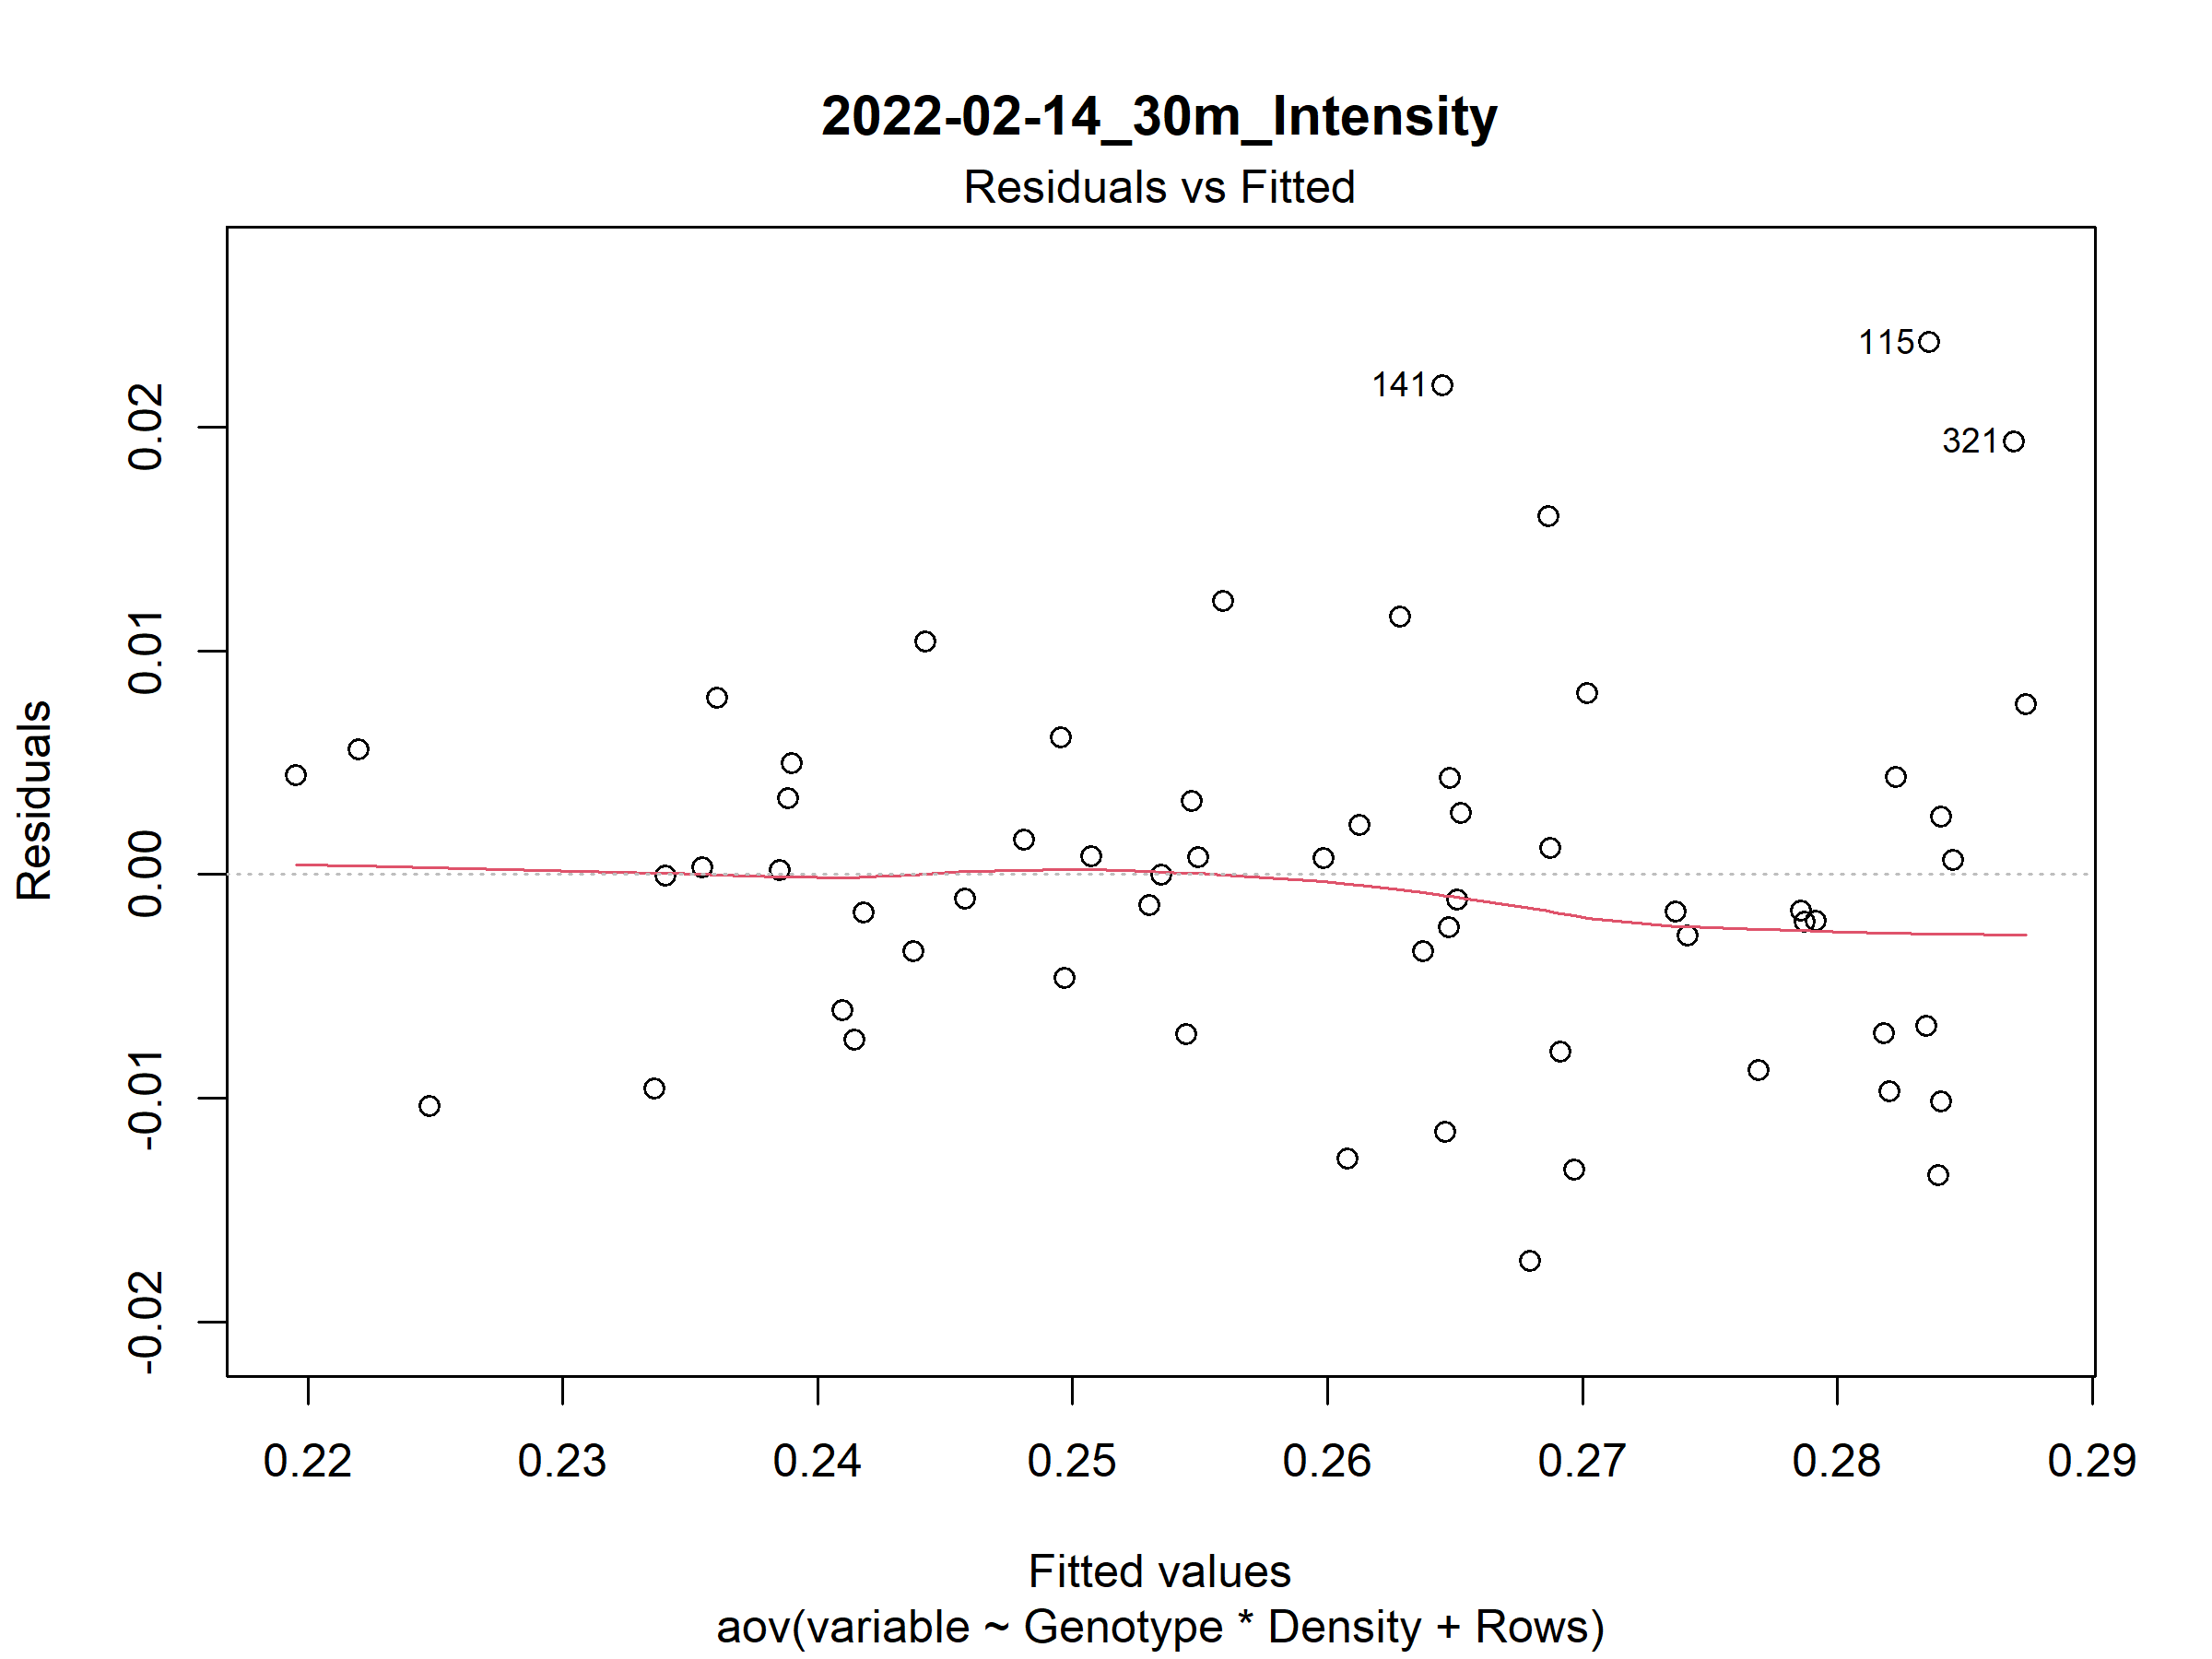 2022-02-14_30m_Intensity
Residuals vs Fitted
115
141
321
Residuals
0.02
0.01
0.00
-0.01
-0.02
0.22 0.23 0.24 0.25 0.26 0.27 0.28 0.29
Fitted values
aov(variable ~ Genotype * Density + Rows)